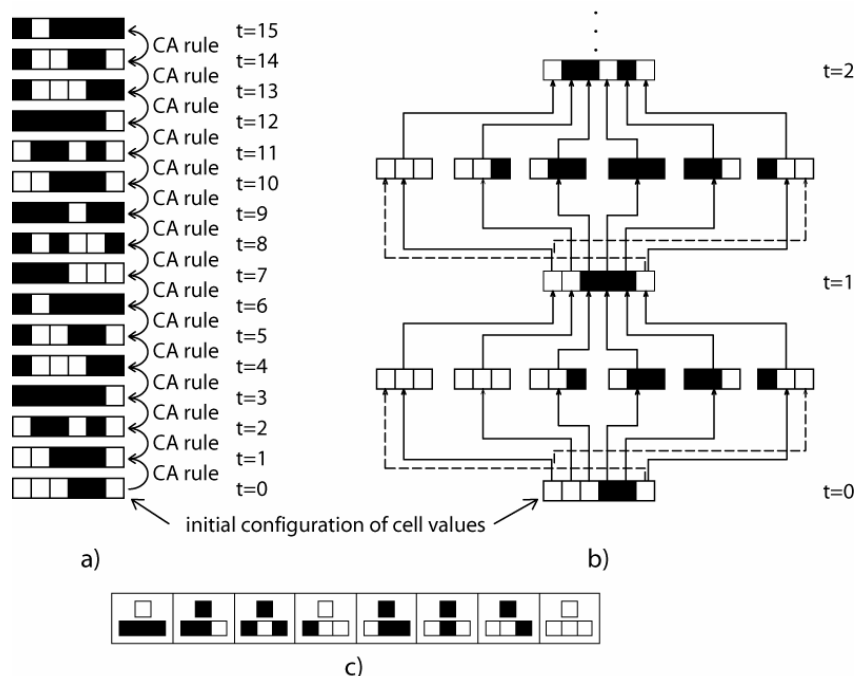 t=15
CA rule
t=14
CA rule
t=13
CA rule
t=12
CA rule
t=11
CA rule
t=10
CA rule
t=9
CA rule
t=8
CA rule
t=7
CA rule
t=6
CA rule
t=5
CA rule
t=4
CA rule
t=3
CA rule
t=2
CA rule
t=1
CA rule
t=0
t=2
t=1
t=0
initial configuration of cell values
a)
b)
c)